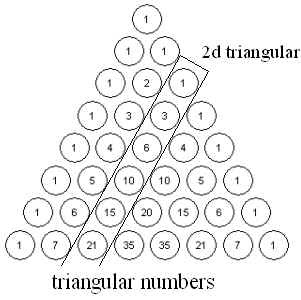 1
1 1
2d triangular
1 2 1
1 3 3 1
1 4 6 4 1
1 5 10 10 5 1
1 6 15 20 15 6 1
1 7 21 35 35 21 7 1
triangular numbers